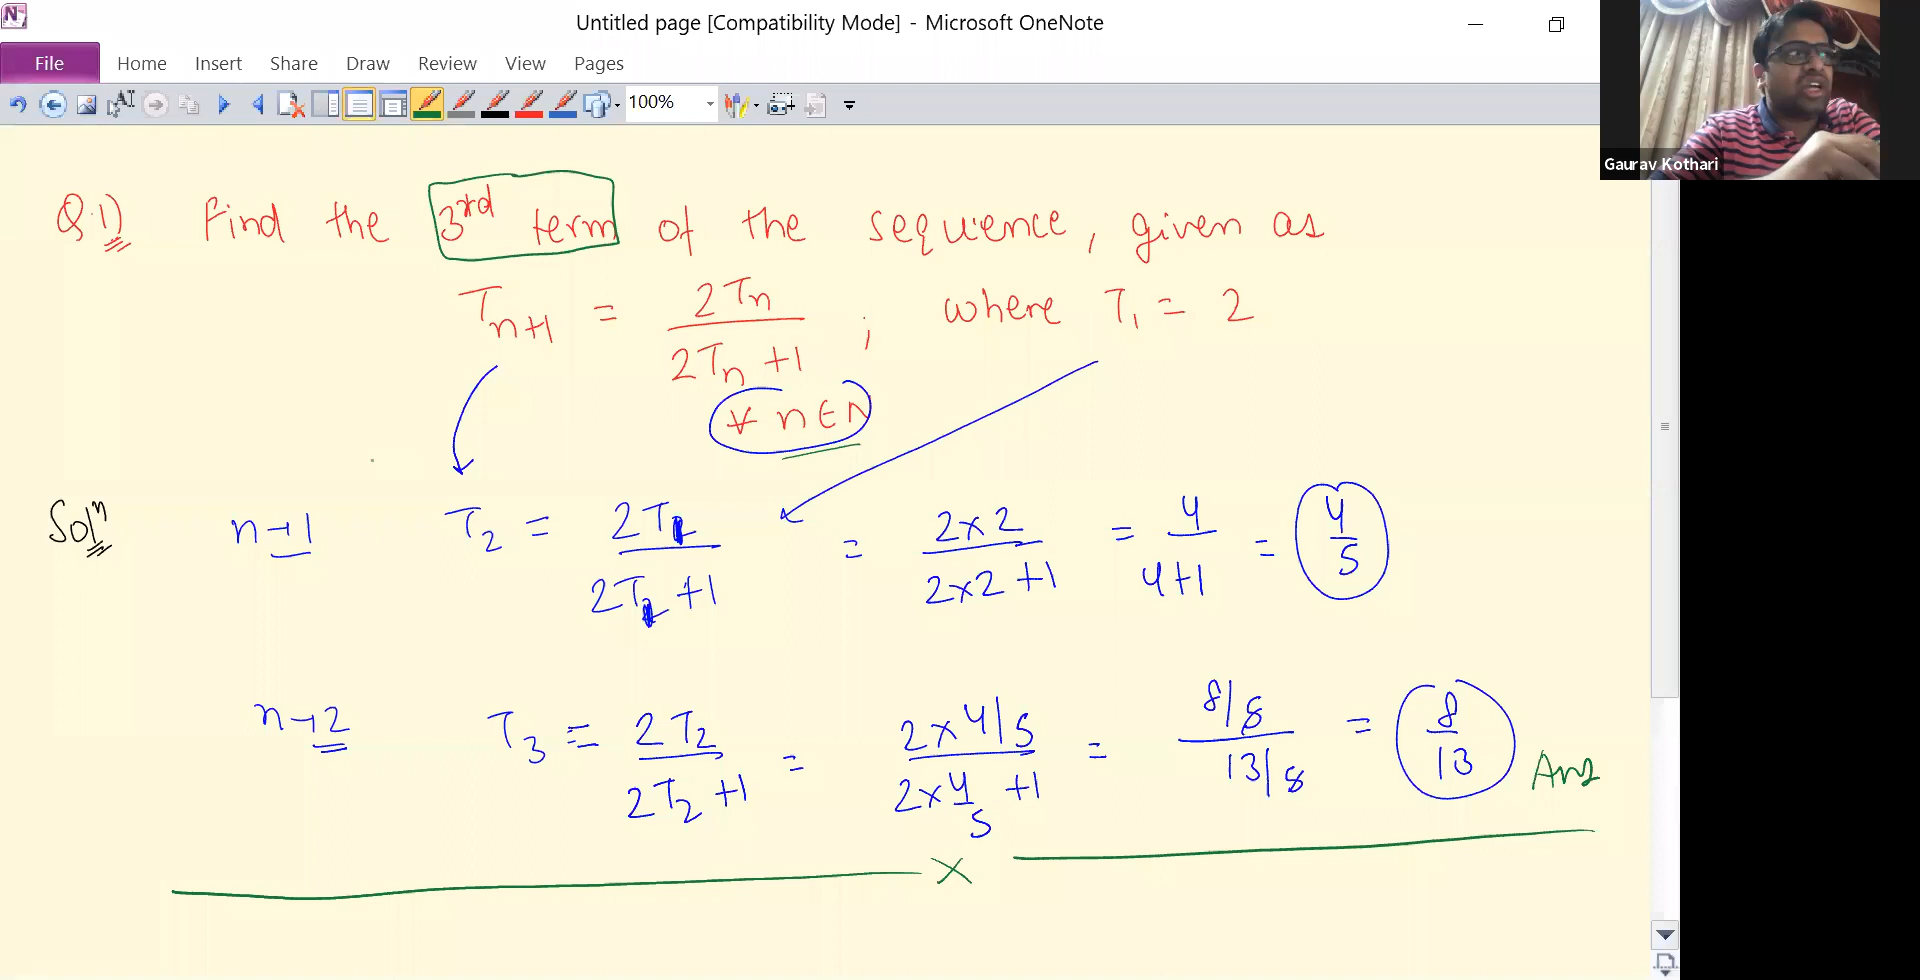 Untitled page [Compatibility Mode] - Microsoft OneNote
File Home Insert Share Draw Review View Pages
100%
Gaurav Kothari
Q.1) Find the 3rd term of the sequence, given as
Tn+1 = 2Tn / 2Tn +1 ; where T1 = 2
∀ n ∈ N
Solⁿ n→1 T2 = 2T1 / 2T1 +1 = 2×2 / 2×2 +1 = 4 / 4+1 = 4/5
n→2 T3 = 2T2 / 2T2 +1 = 2×4/5 / 2×4/5 +1 = 8/5 / 13/5 = 8/13 Ans
X